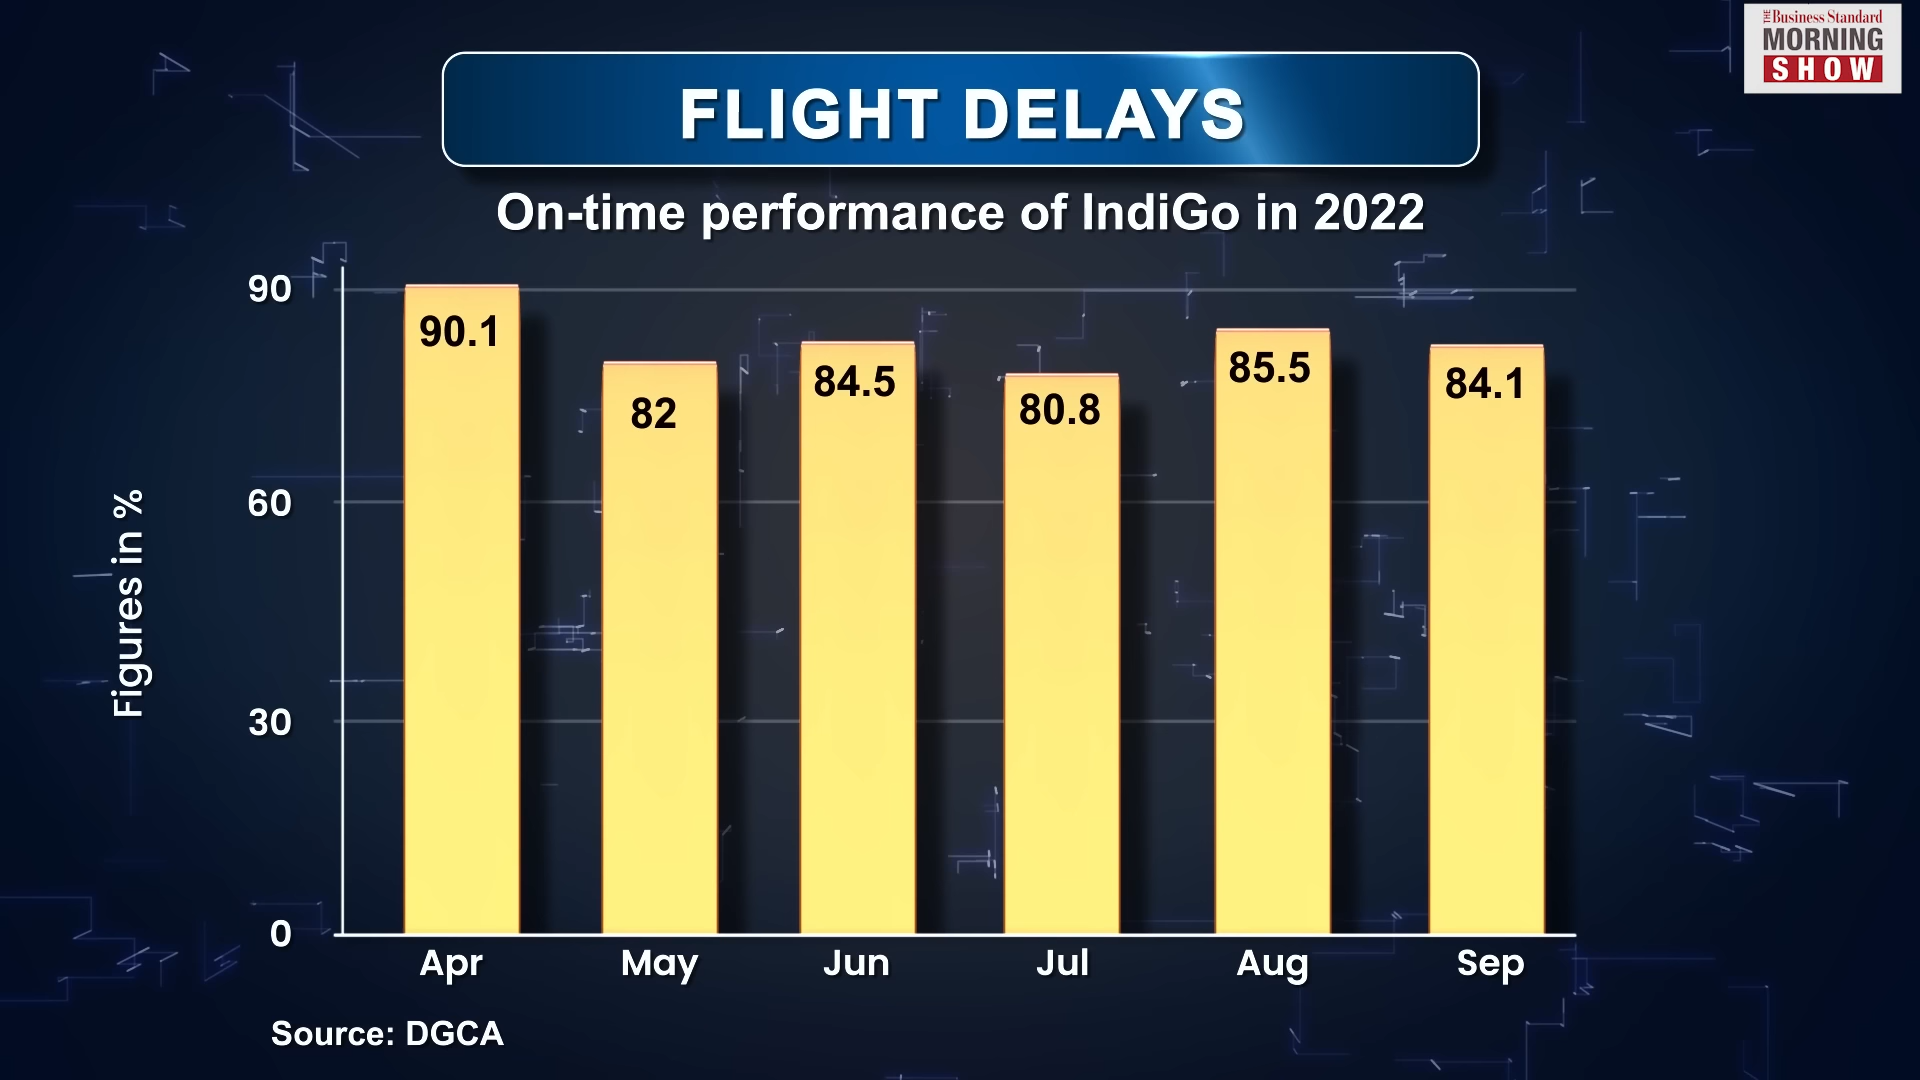 THE Business Standard
MORNING
SHOW
FLIGHT DELAYS
On-time performance of IndiGo in 2022
Figures in %
90
60
30
0
90.1
82
84.5
80.8
85.5
84.1
Apr
May
Jun
Jul
Aug
Sep
Source: DGCA